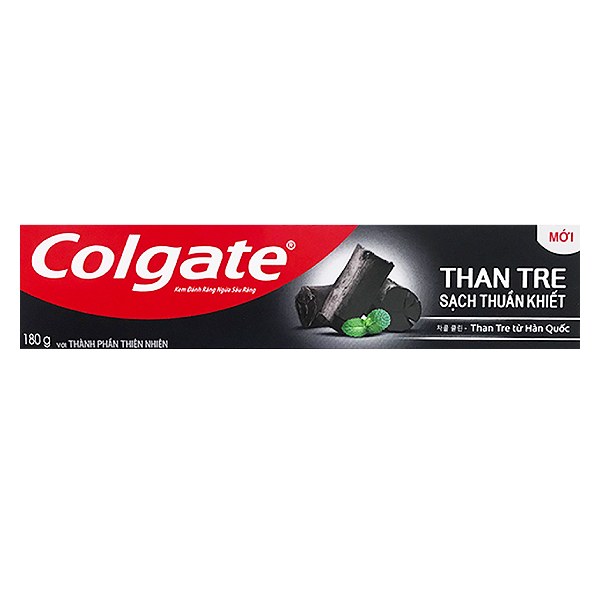 Colgate®
Kem Đánh Răng Ngừa Sâu Răng
180 g
VỚI THÀNH PHẦN THIÊN NHIÊN
MỚI
THAN TRE
SẠCH THUẦN KHIẾT
차콜 클린 - Than Tre từ Hàn Quốc